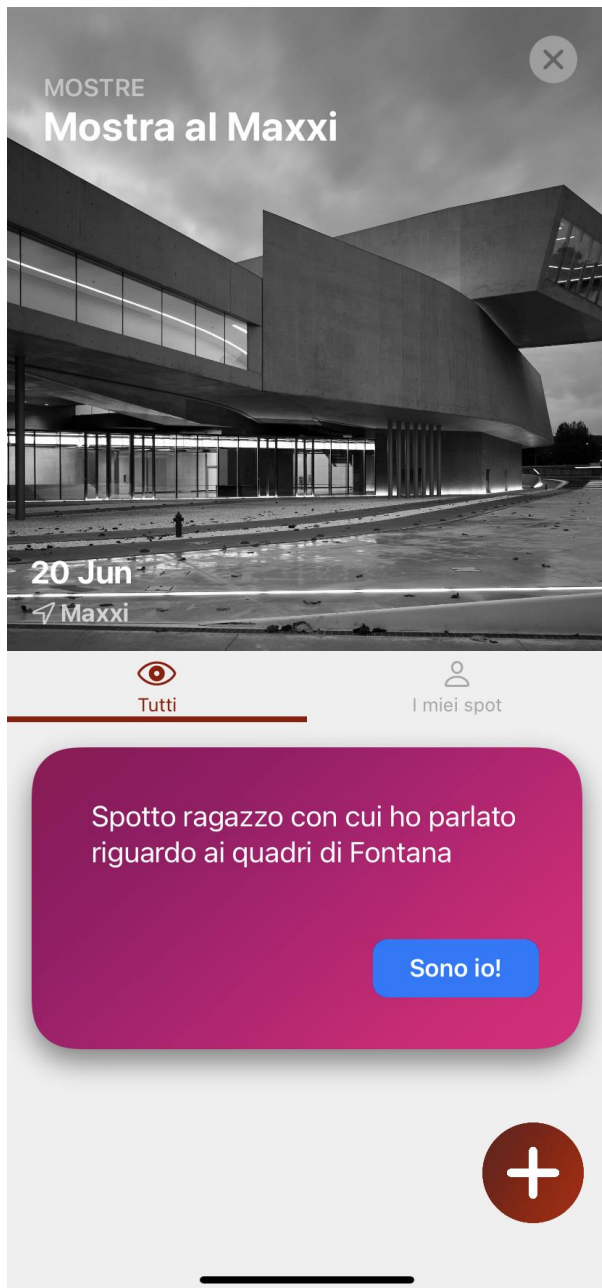 MOSTRE
Mostra al Maxxi
20 Jun
Maxxi
Tutti
I miei spot
Spotto ragazzo con cui ho parlato
riguardo ai quadri di Fontana
Sono io!